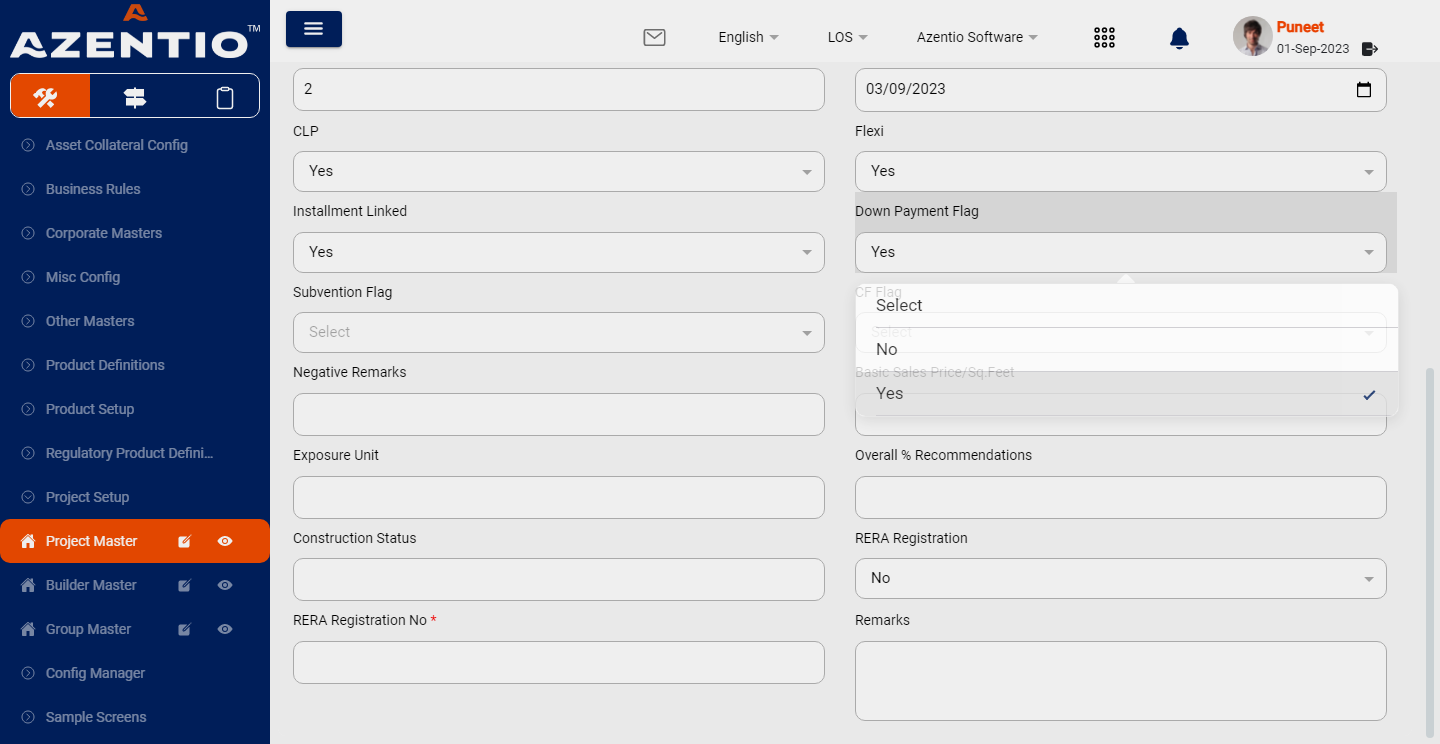 AZENTIO TM
English
LOS
Azentio Software
Puneet
01-Sep-2023
Asset Collateral Config
Business Rules
Corporate Masters
Misc Config
Other Masters
Product Definitions
Product Setup
Regulatory Product Defini...
Project Setup
Project Master
Builder Master
Group Master
Config Manager
Sample Screens
2
03/09/2023
CLP
Flexi
Yes
Yes
Installment Linked
Down Payment Flag
Yes
Yes
Subvention Flag
CF Flag
Select
Select
Select
No
Yes
Negative Remarks
Basic Sales Price/Sq.Feet
Exposure Unit
Overall % Recommendations
Construction Status
RERA Registration
No
RERA Registration No *
Remarks